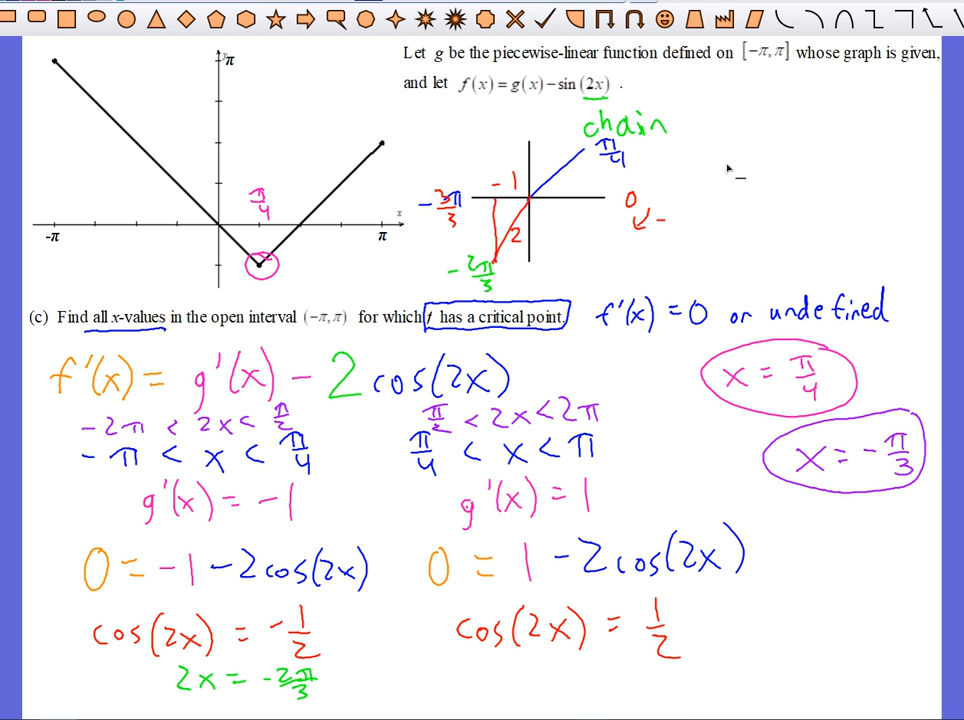 Let g be the piecewise-linear function defined on [−π, π] whose graph is given,
and let f(x) = g(x) − sin(2x) .
chain
π
y
π/4
x
-π
π
-1
π/4
2
-3π/3
-2π/3
0
-
(c) Find all x-values in the open interval (−π, π) for which f has a critical point.
f'(x) = 0 or undefined
f'(x) = g'(x) - 2 cos(2x)
x = π/4
-2π < 2x < π/2
π/2 < 2x < 2π
-π < x < π/4
π/4 < x < π
x = -π/3
g'(x) = -1
g'(x) = 1
0 = -1 - 2cos(2x)
0 = 1 - 2cos(2x)
cos(2x) = -1/2
cos(2x) = 1/2
2x = -2π/3